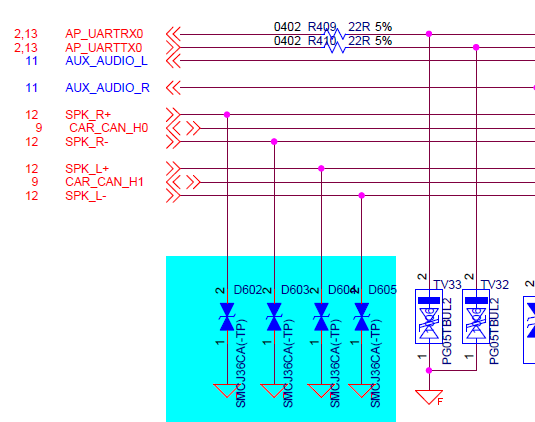 0402 R409 22R 5%
2,13 AP_UARTRX0
0402 R410 22R 5%
2,13 AP_UARTTX0
11 AUX_AUDIO_L
11 AUX_AUDIO_R
12 SPK_R+
9 CAR_CAN_H0
12 SPK_R-
12 SPK_L+
9 CAR_CAN_H1
12 SPK_L-
2 D602 2 D603 2 D604 2 D605 2 TV33 2 TV32
SMCJ36CA(-TP) SMCJ36CA(-TP) SMCJ36CA(-TP) SMCJ36CA(-TP) PG05TBUL2 PG05TBUL2
1 1 1 1 1 1
F